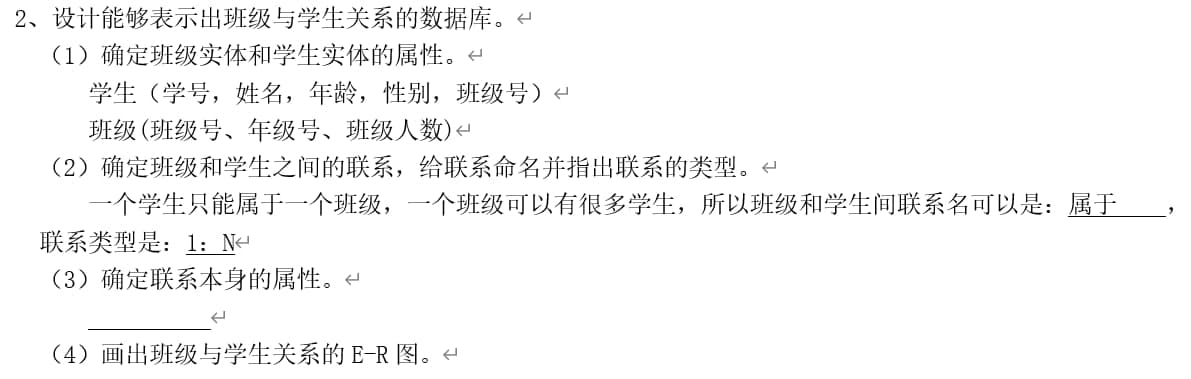 2、设计能够表示出班级与学生关系的数据库。↵
（1）确定班级实体和学生实体的属性。↵
学生（学号，姓名，年龄，性别，班级号）↵
班级(班级号、年级号、班级人数)↵
（2）确定班级和学生之间的联系，给联系命名并指出联系的类型。↵
一个学生只能属于一个班级，一个班级可以有很多学生，所以班级和学生间联系名可以是：属于____，
联系类型是：1：N↵
（3）确定联系本身的属性。↵
__________↵
（4）画出班级与学生关系的 E-R 图。↵